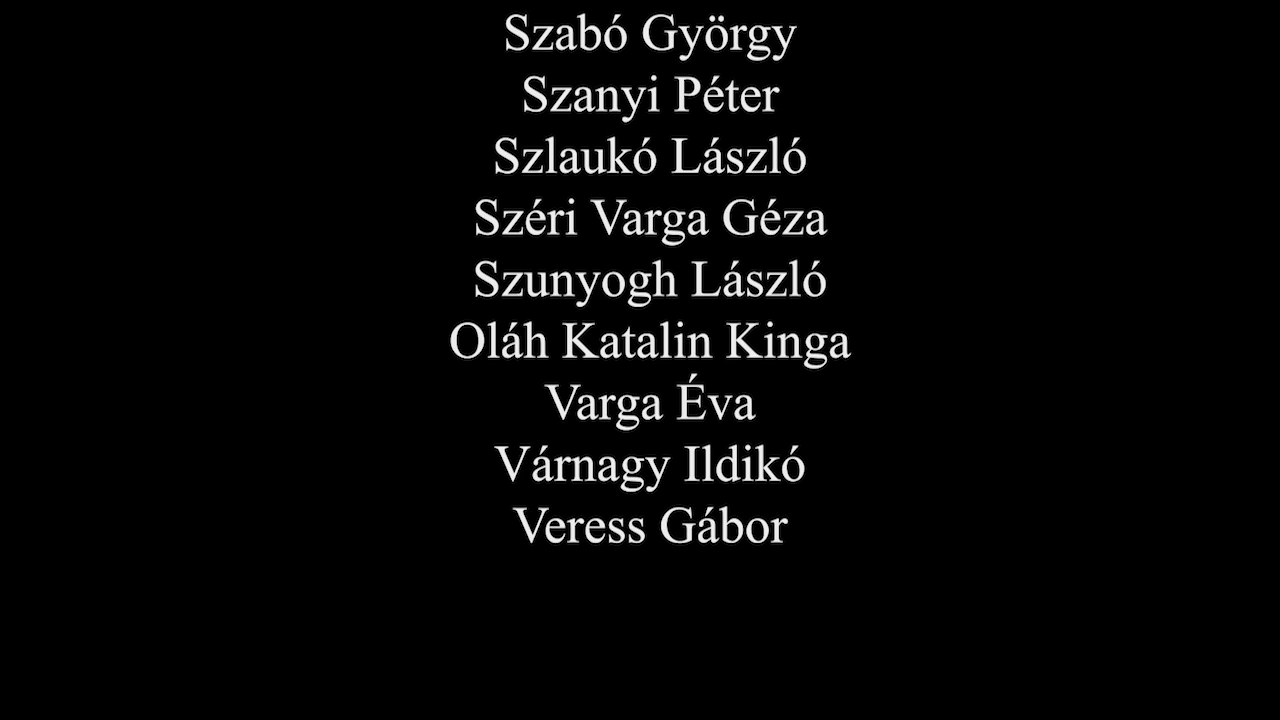 Szabó György
Szanyi Péter
Szlaukó László
Széri Varga Géza
Szunyogh László
Oláh Katalin Kinga
Varga Éva
Várnagy Ildikó
Veress Gábor